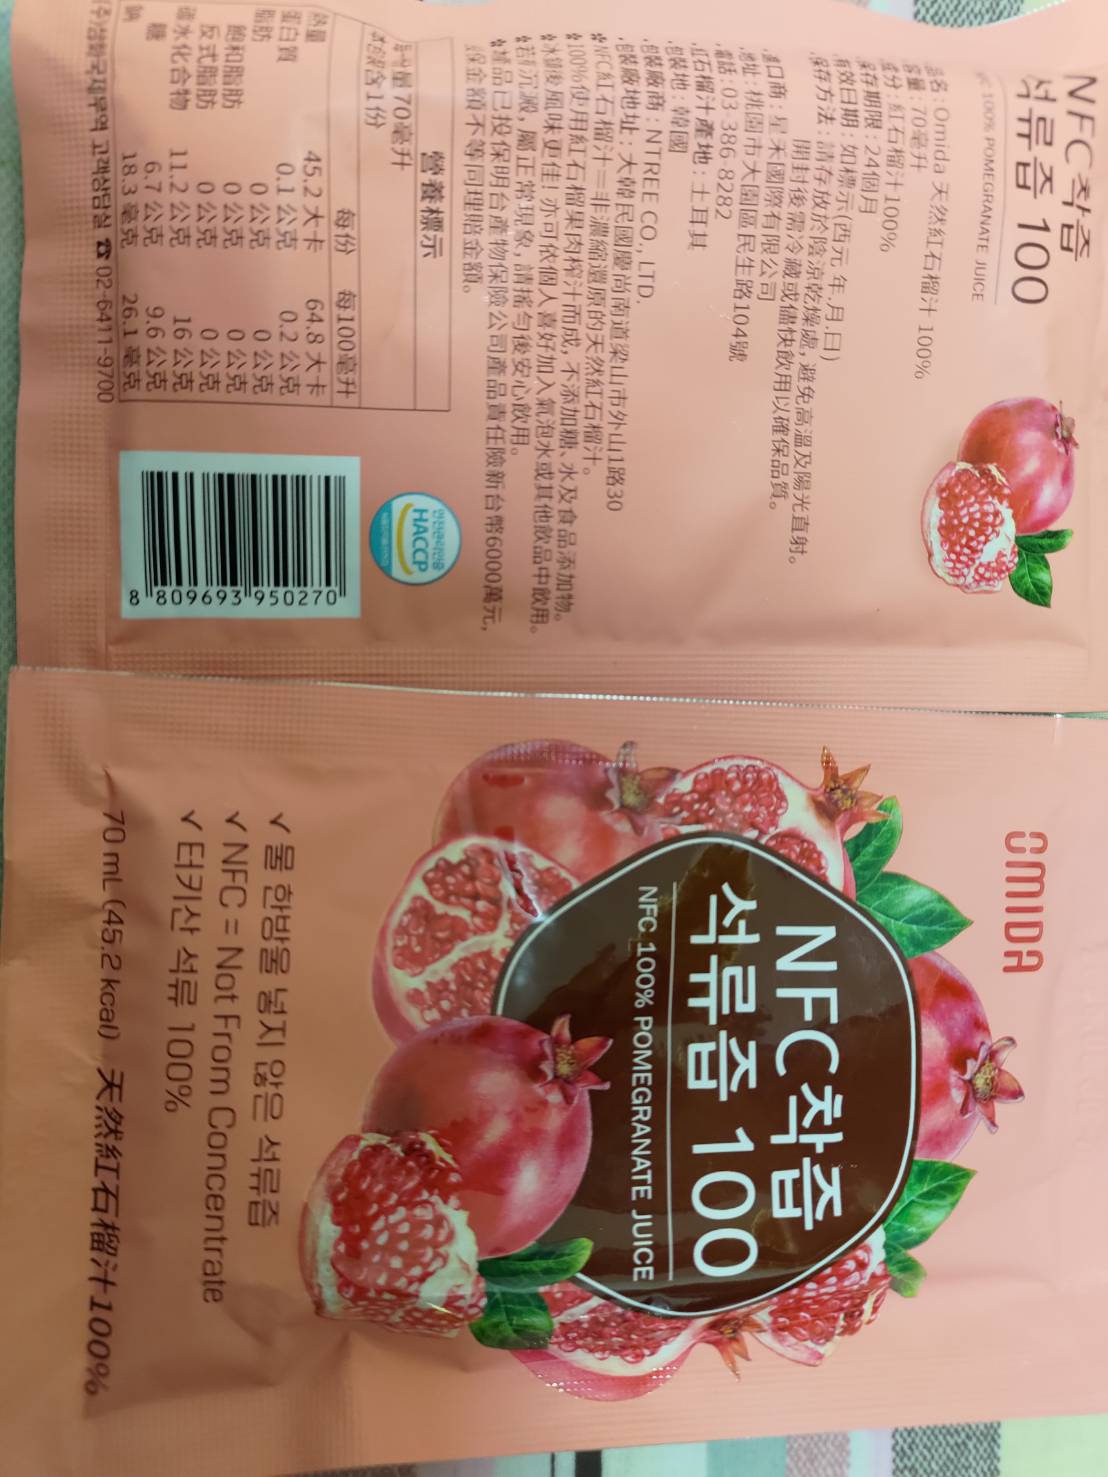 NFC착즙
석류즙 100
100% POMEGRANATE JUICE
品名：Omida 天然紅石榴汁 100%
容量：70毫升
成分：紅石榴汁100%
保存期限：24個月
有效日期：如標示(西元 年.月.日)
保存方法：請存放於陰涼乾燥處,避免高溫及陽光直射。
開封後需冷藏或儘快飲用以確保品質。
進口商：星禾國際有限公司
地址：桃園市大園區民生路104號
電話：03-386-8282
紅石榴汁產地：土耳其
包裝地：韓國
包裝廠商：NTREE CO., LTD.
包裝廠地址：大韓民國慶尚南道梁山市外山1路30
※NFC紅石榴汁＝非濃縮還原的天然紅石榴汁。
※100%使用紅石榴果肉榨汁而成,不添加糖、水及食品添加物。
※冰鎮後風味更佳! 亦可依個人喜好加入氣泡水或其他飲品中飲用。
※若有沉澱,屬正常現象,請搖勻後安心飲用。
※產品已投保明台產物保險公司產品責任險新台幣6000萬元,
保金額不等同理賠金額。
營養標示
每一份量70毫升
本包裝含1份
每份 每100毫升
熱量 45.2 大卡 64.8 大卡
蛋白質 0.1 公克 0.2 公克
脂肪 0 公克 0 公克
飽和脂肪 0 公克 0 公克
反式脂肪 0 公克 0 公克
碳水化合物 11.2 公克 16 公克
糖 6.7 公克 9.6 公克
鈉 18.3 毫克 26.1 毫克
고객상담실 ☎ 02-6411-9700
안전관리인증
HACCP
8 809693 950270
OMIDA
NFC착즙
석류즙 100
NFC 100% POMEGRANATE JUICE
✓ 물 한방울 넣지 않은 석류즙
✓ NFC = Not From Concentrate
✓ 터키산 석류 100%
70 mL (45.2 kcal) 天然紅石榴汁100%